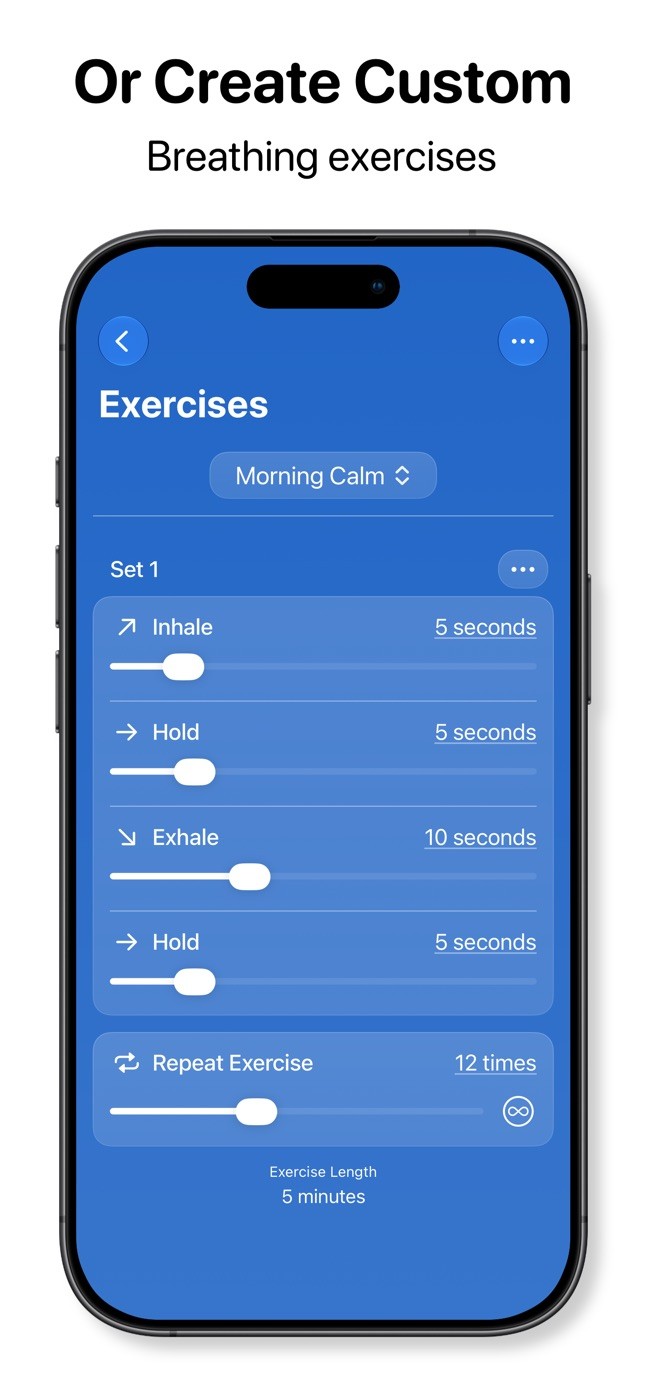 Or Create Custom
Breathing exercises
Exercises
Morning Calm
Set 1
Inhale 5 seconds
Hold 5 seconds
Exhale 10 seconds
Hold 5 seconds
Repeat Exercise 12 times
Exercise Length
5 minutes